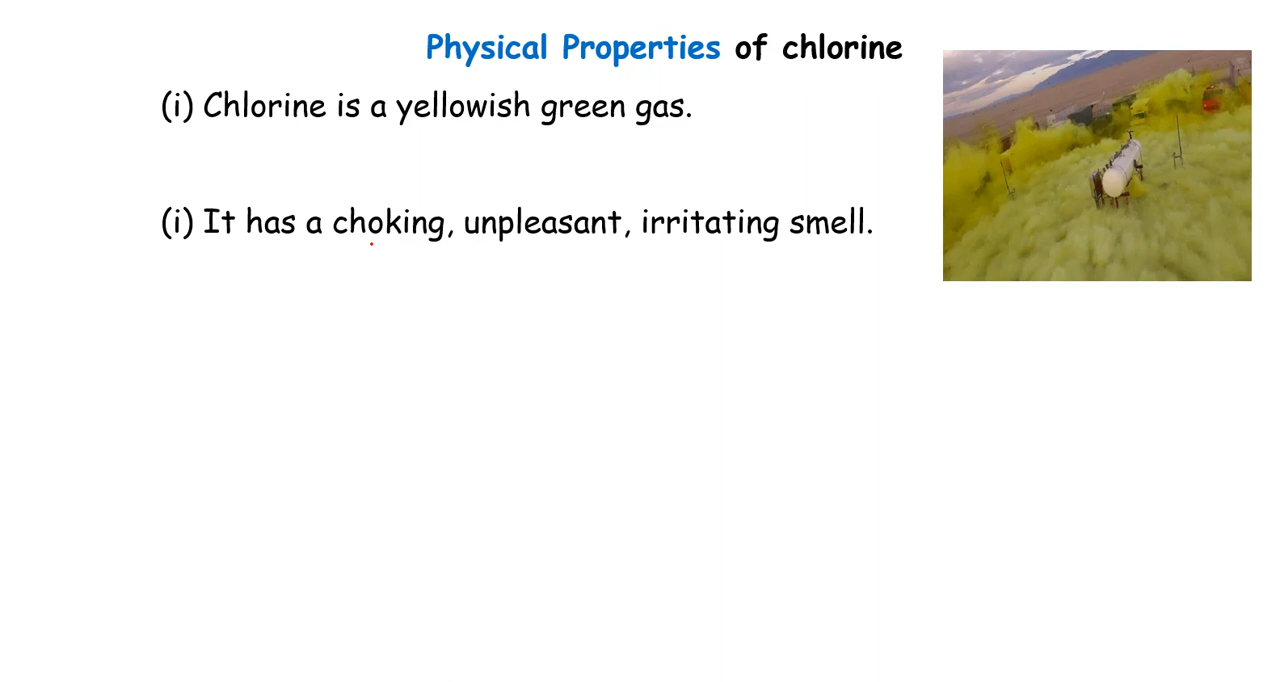 Physical Properties of chlorine
(i) Chlorine is a yellowish green gas.
(i) It has a choking, unpleasant, irritating smell.